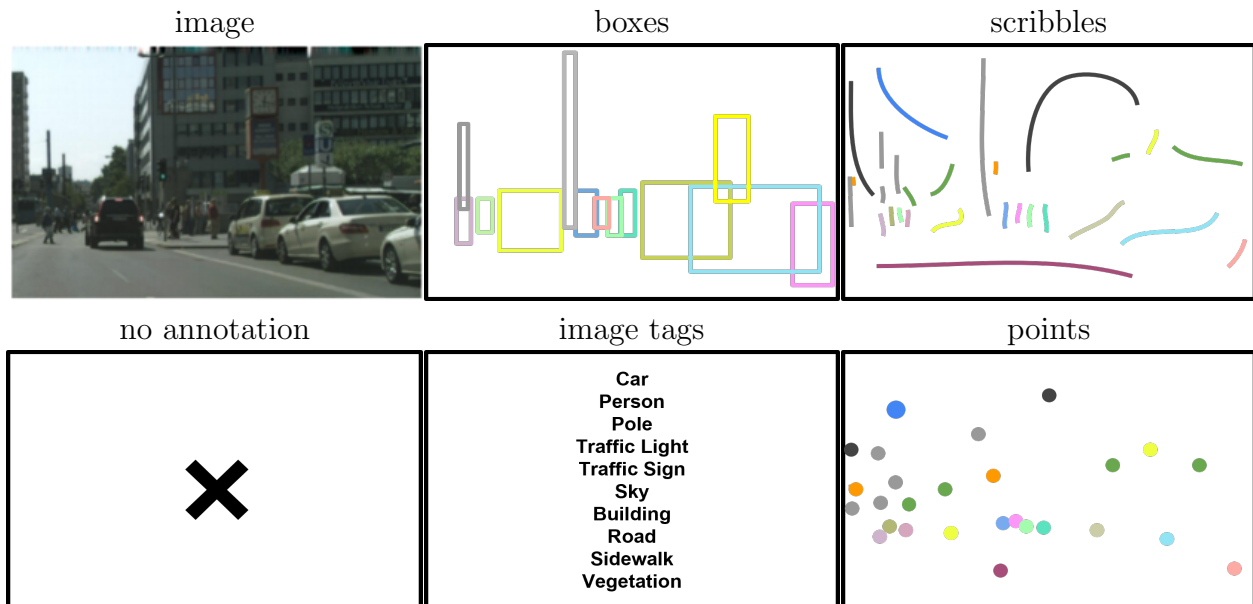 image
boxes
scribbles
no annotation
image tags
points
Car
Person
Pole
Traffic Light
Traffic Sign
Sky
Building
Road
Sidewalk
Vegetation